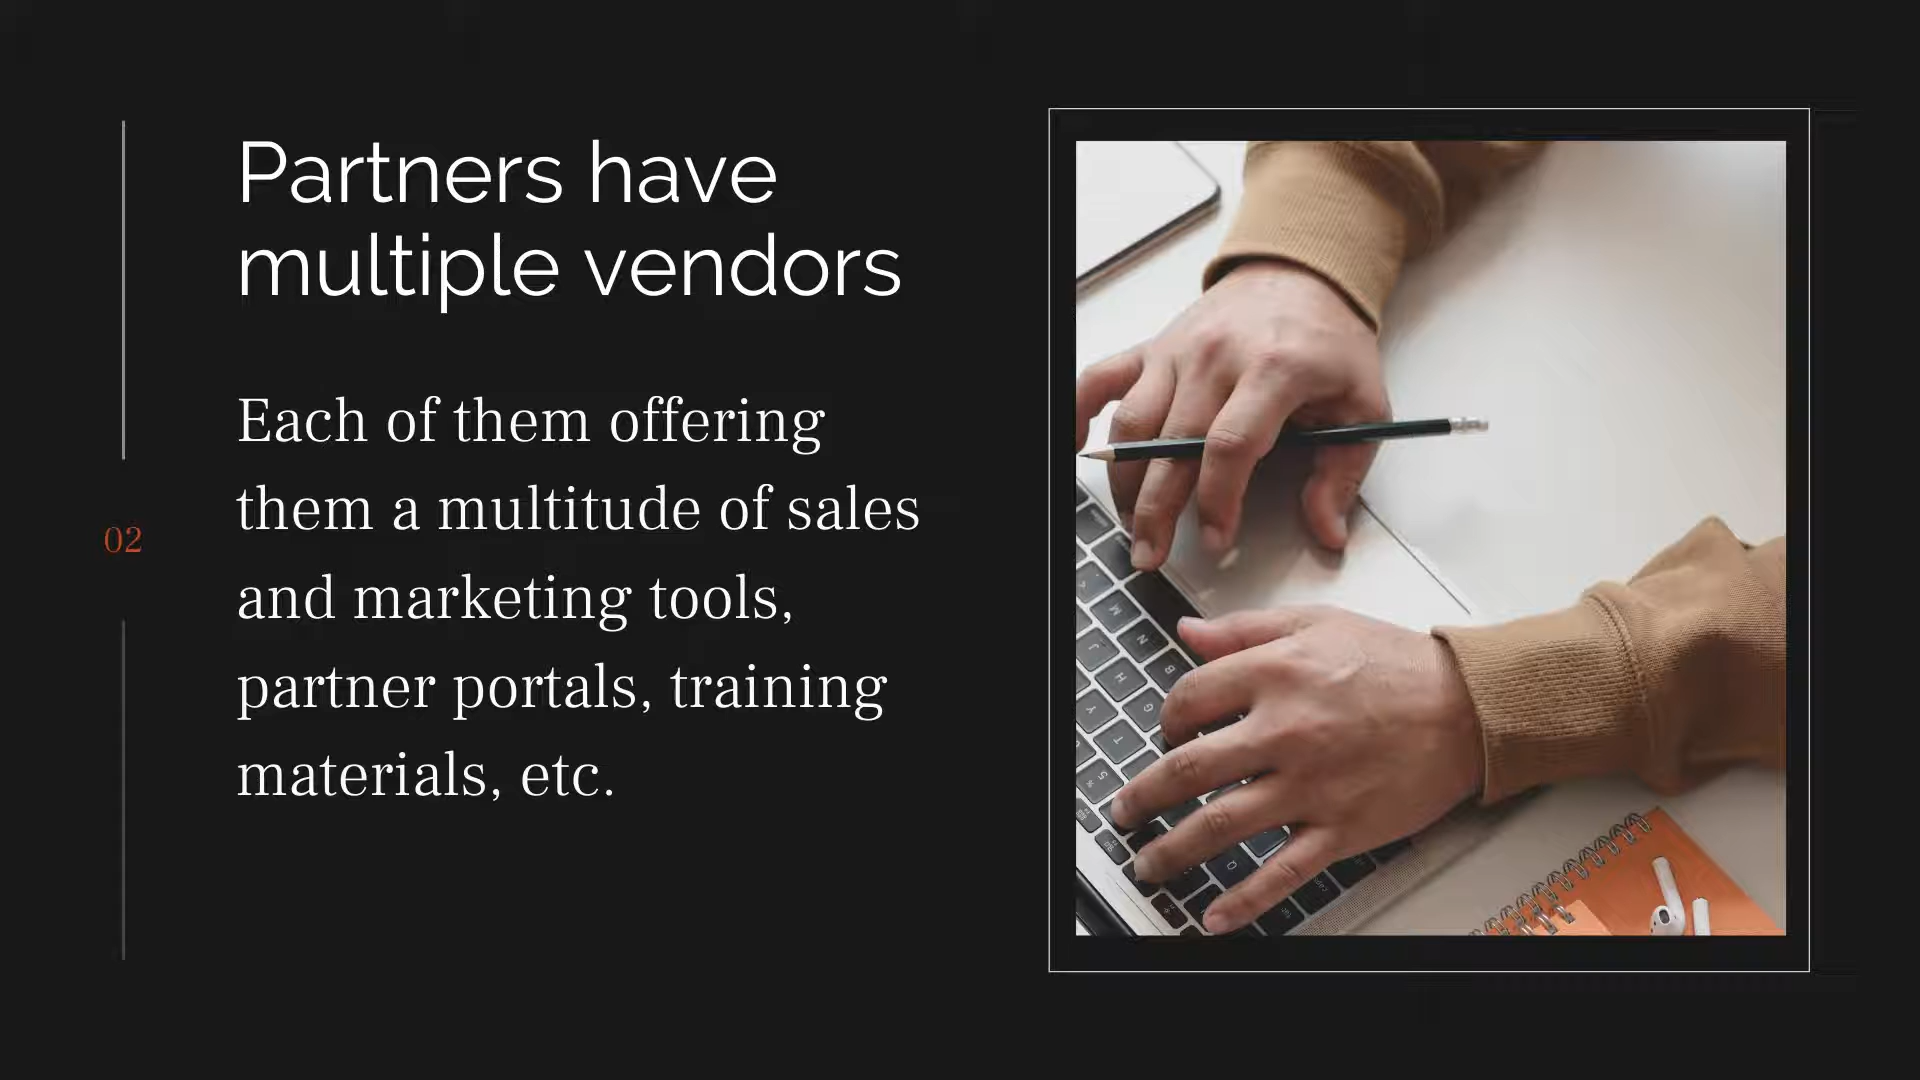 Partners have
multiple vendors
Each of them offering
them a multitude of sales
and marketing tools,
partner portals, training
materials, etc.
02